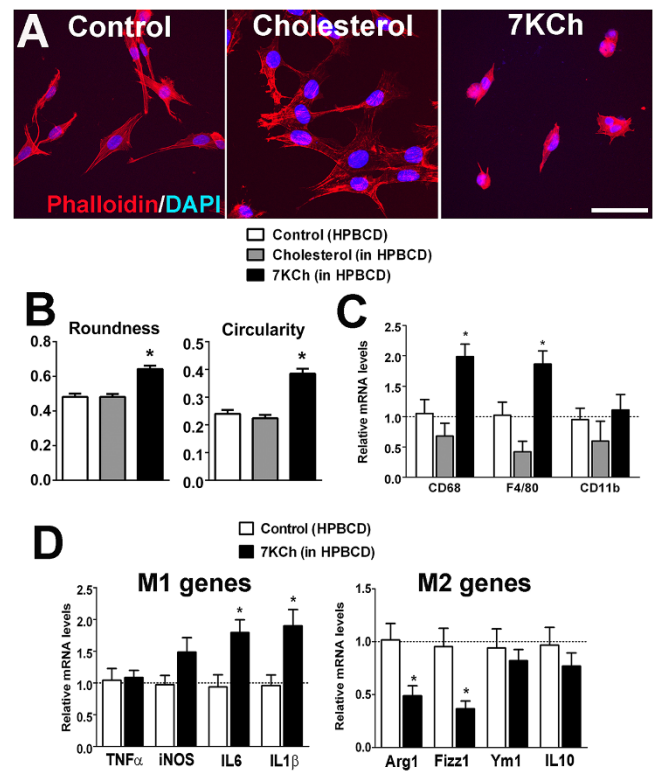 A Control Cholesterol 7KCh
Phalloidin/DAPI
Control (HPBCD)
Cholesterol (in HPBCD)
7KCh (in HPBCD)
B
Roundness
0.8
0.6
0.4
0.2
0.0
*
Circularity
0.5
0.4
0.3
0.2
0.1
0.0
*
C
Relative mRNA levels
2.5
2.0
1.5
1.0
0.5
0.0
* *
CD68 F4/80 CD11b
Control (HPBCD)
7KCh (in HPBCD)
D
M1 genes
Relative mRNA levels
2.5
2.0
1.5
1.0
0.5
0.0
* *
TNFα iNOS IL6 IL1β
M2 genes
Relative mRNA levels
1.5
1.0
0.5
0.0
* *
Arg1 Fizz1 Ym1 IL10